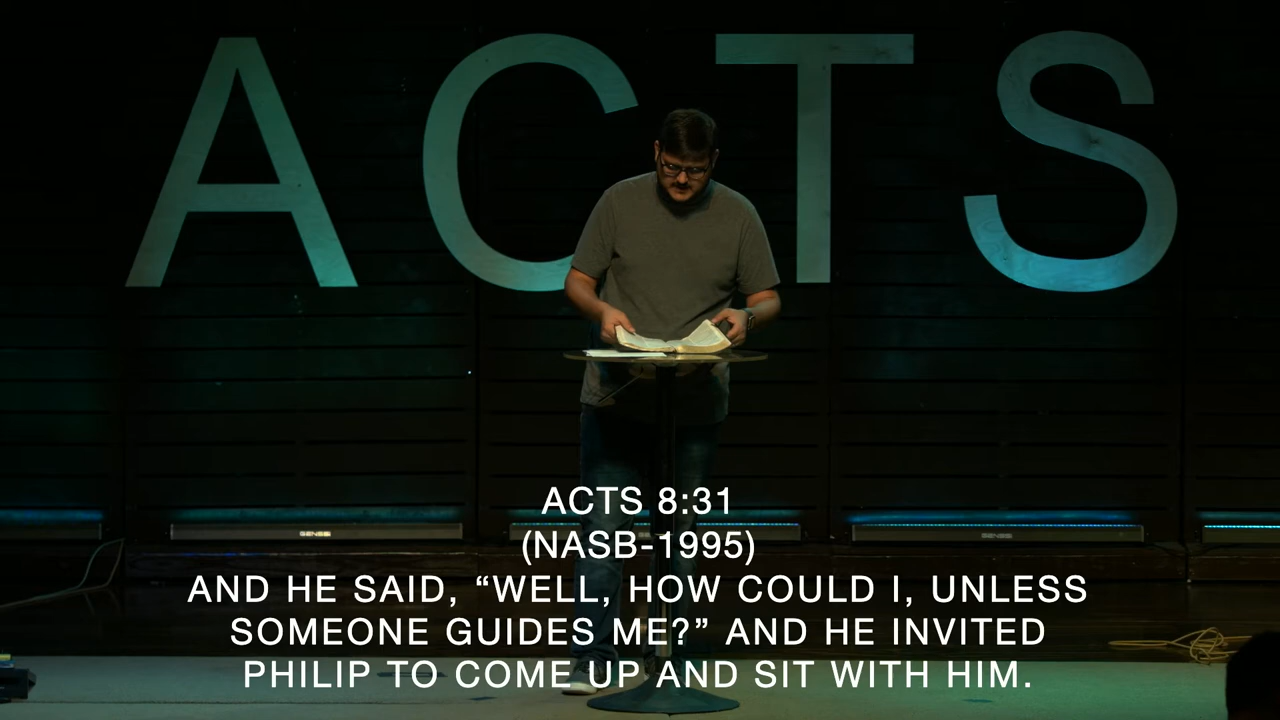 ACTS
ACTS 8:31
(NASB-1995)
AND HE SAID, “WELL, HOW COULD I, UNLESS
SOMEONE GUIDES ME?” AND HE INVITED
PHILIP TO COME UP AND SIT WITH HIM.